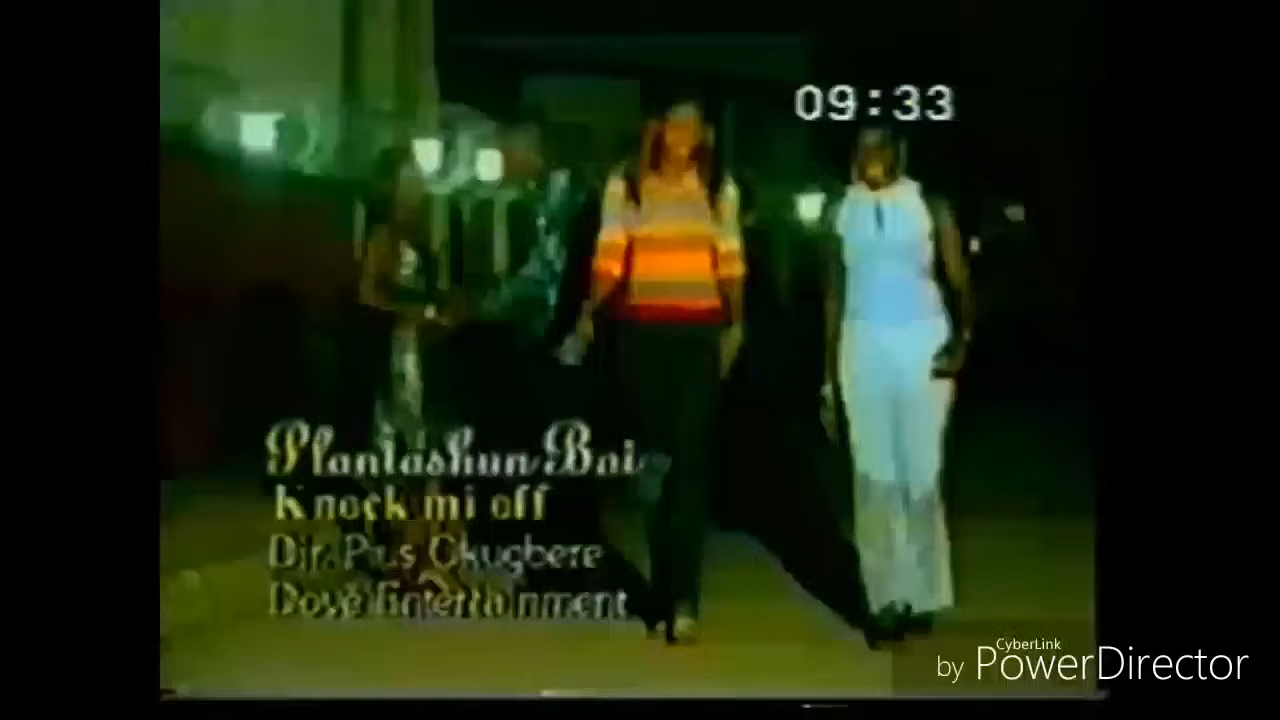 09:33
Plantashun Boiz
Knock mi off
Dir. Pius Okugbere
Dove Entertainment
CyberLink
by PowerDirector